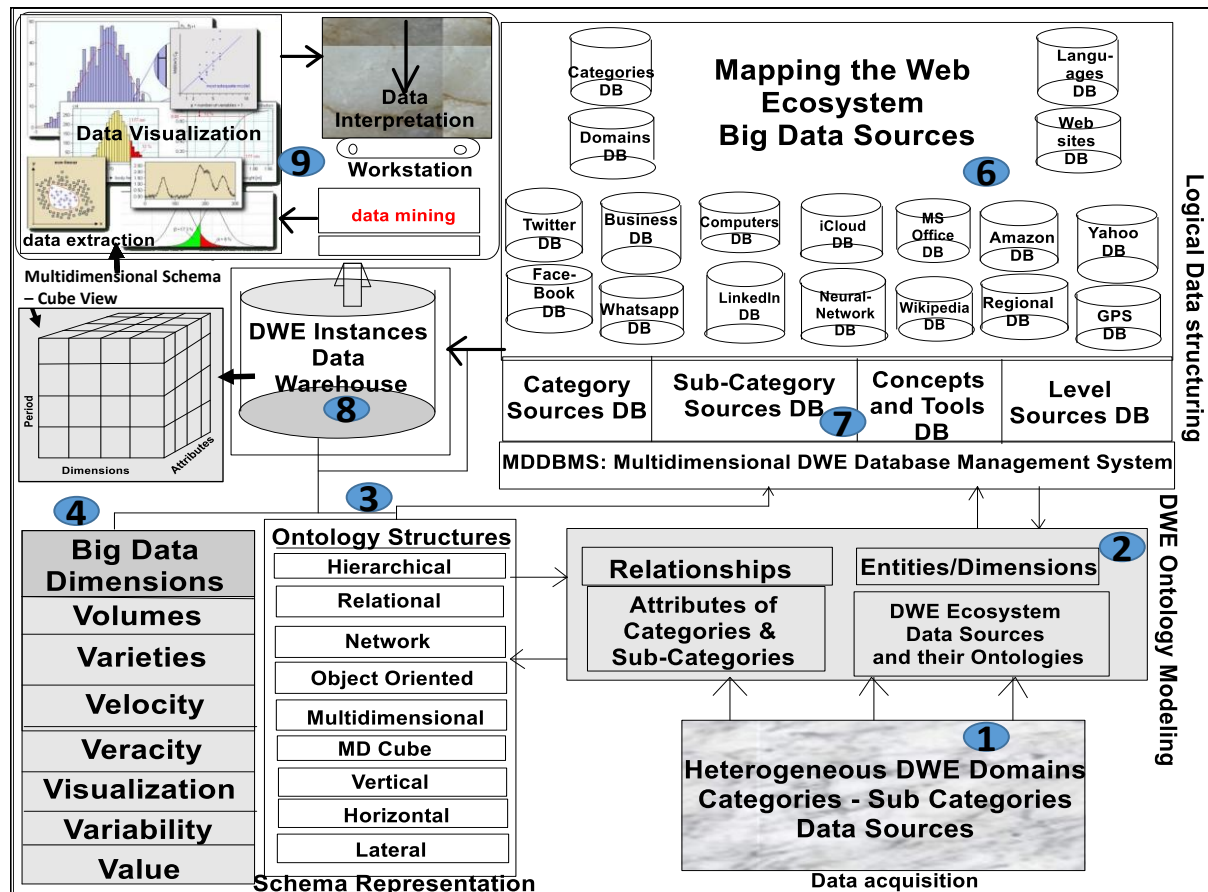 Data Visualization
9
data extraction
Data
Interpretation
Workstation
data mining
Multidimensional Schema
– Cube View
Period
Dimensions
Attributes
DWE Instances
Data
Warehouse
8
Mapping the Web
Ecosystem
Big Data Sources
6
Categories
DB
Domains
DB
Langu-
ages
DB
Web
sites
DB
Twitter
DB
Business
DB
Computers
DB
iCloud
DB
MS
Office
DB
Amazon
DB
Yahoo
DB
Face-
Book
DB
Whatsapp
DB
LinkedIn
DB
Neural-
Network
DB
Wikipedia
DB
Regional
DB
GPS
DB
Category
Sources DB
Sub-Category
Sources DB
7
Concepts
and Tools
DB
Level
Sources DB
MDDBMS: Multidimensional DWE Database Management System
Logical Data structuring
DWE Ontology Modeling
4
Big Data
Dimensions
Volumes
Varieties
Velocity
Veracity
Visualization
Variability
Value
3
Ontology Structures
Hierarchical
Relational
Network
Object Oriented
Multidimensional
MD Cube
Vertical
Horizontal
Lateral
Schema Representation
2
Relationships
Attributes of
Categories &
Sub-Categories
Entities/Dimensions
DWE Ecosystem
Data Sources
and their Ontologies
1
Heterogeneous DWE Domains
Categories - Sub Categories
Data Sources
Data acquisition